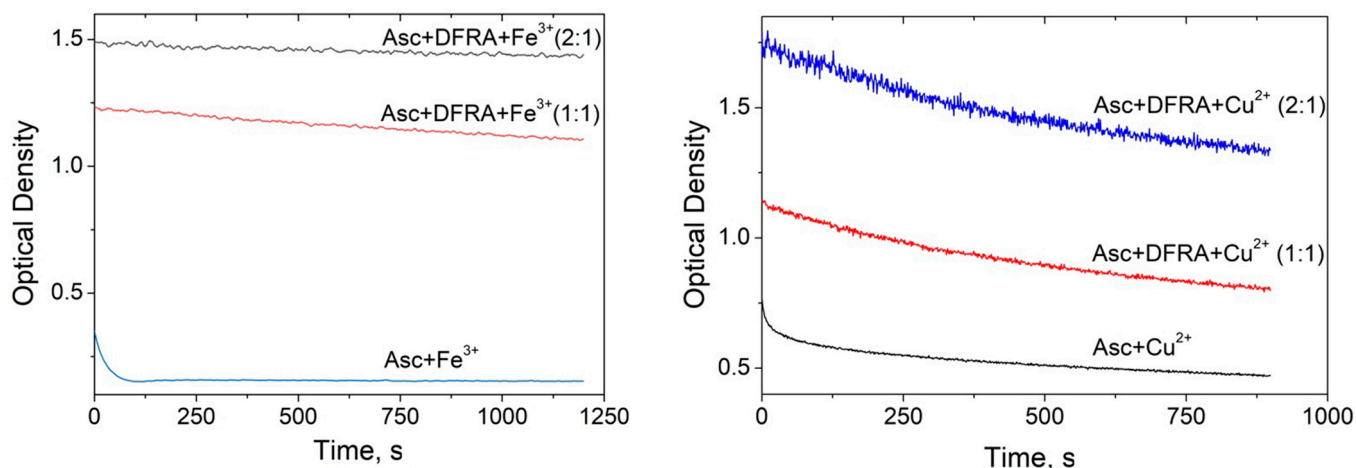 Optical Density
1.5
1.0
0.5
Asc+DFRA+Fe³⁺(2:1)
Asc+DFRA+Fe³⁺(1:1)
Asc+Fe³⁺
0 250 500 750 1000 1250
Time, s
Optical Density
1.5
1.0
0.5
Asc+DFRA+Cu²⁺ (2:1)
Asc+DFRA+Cu²⁺ (1:1)
Asc+Cu²⁺
0 250 500 750 1000
Time, s